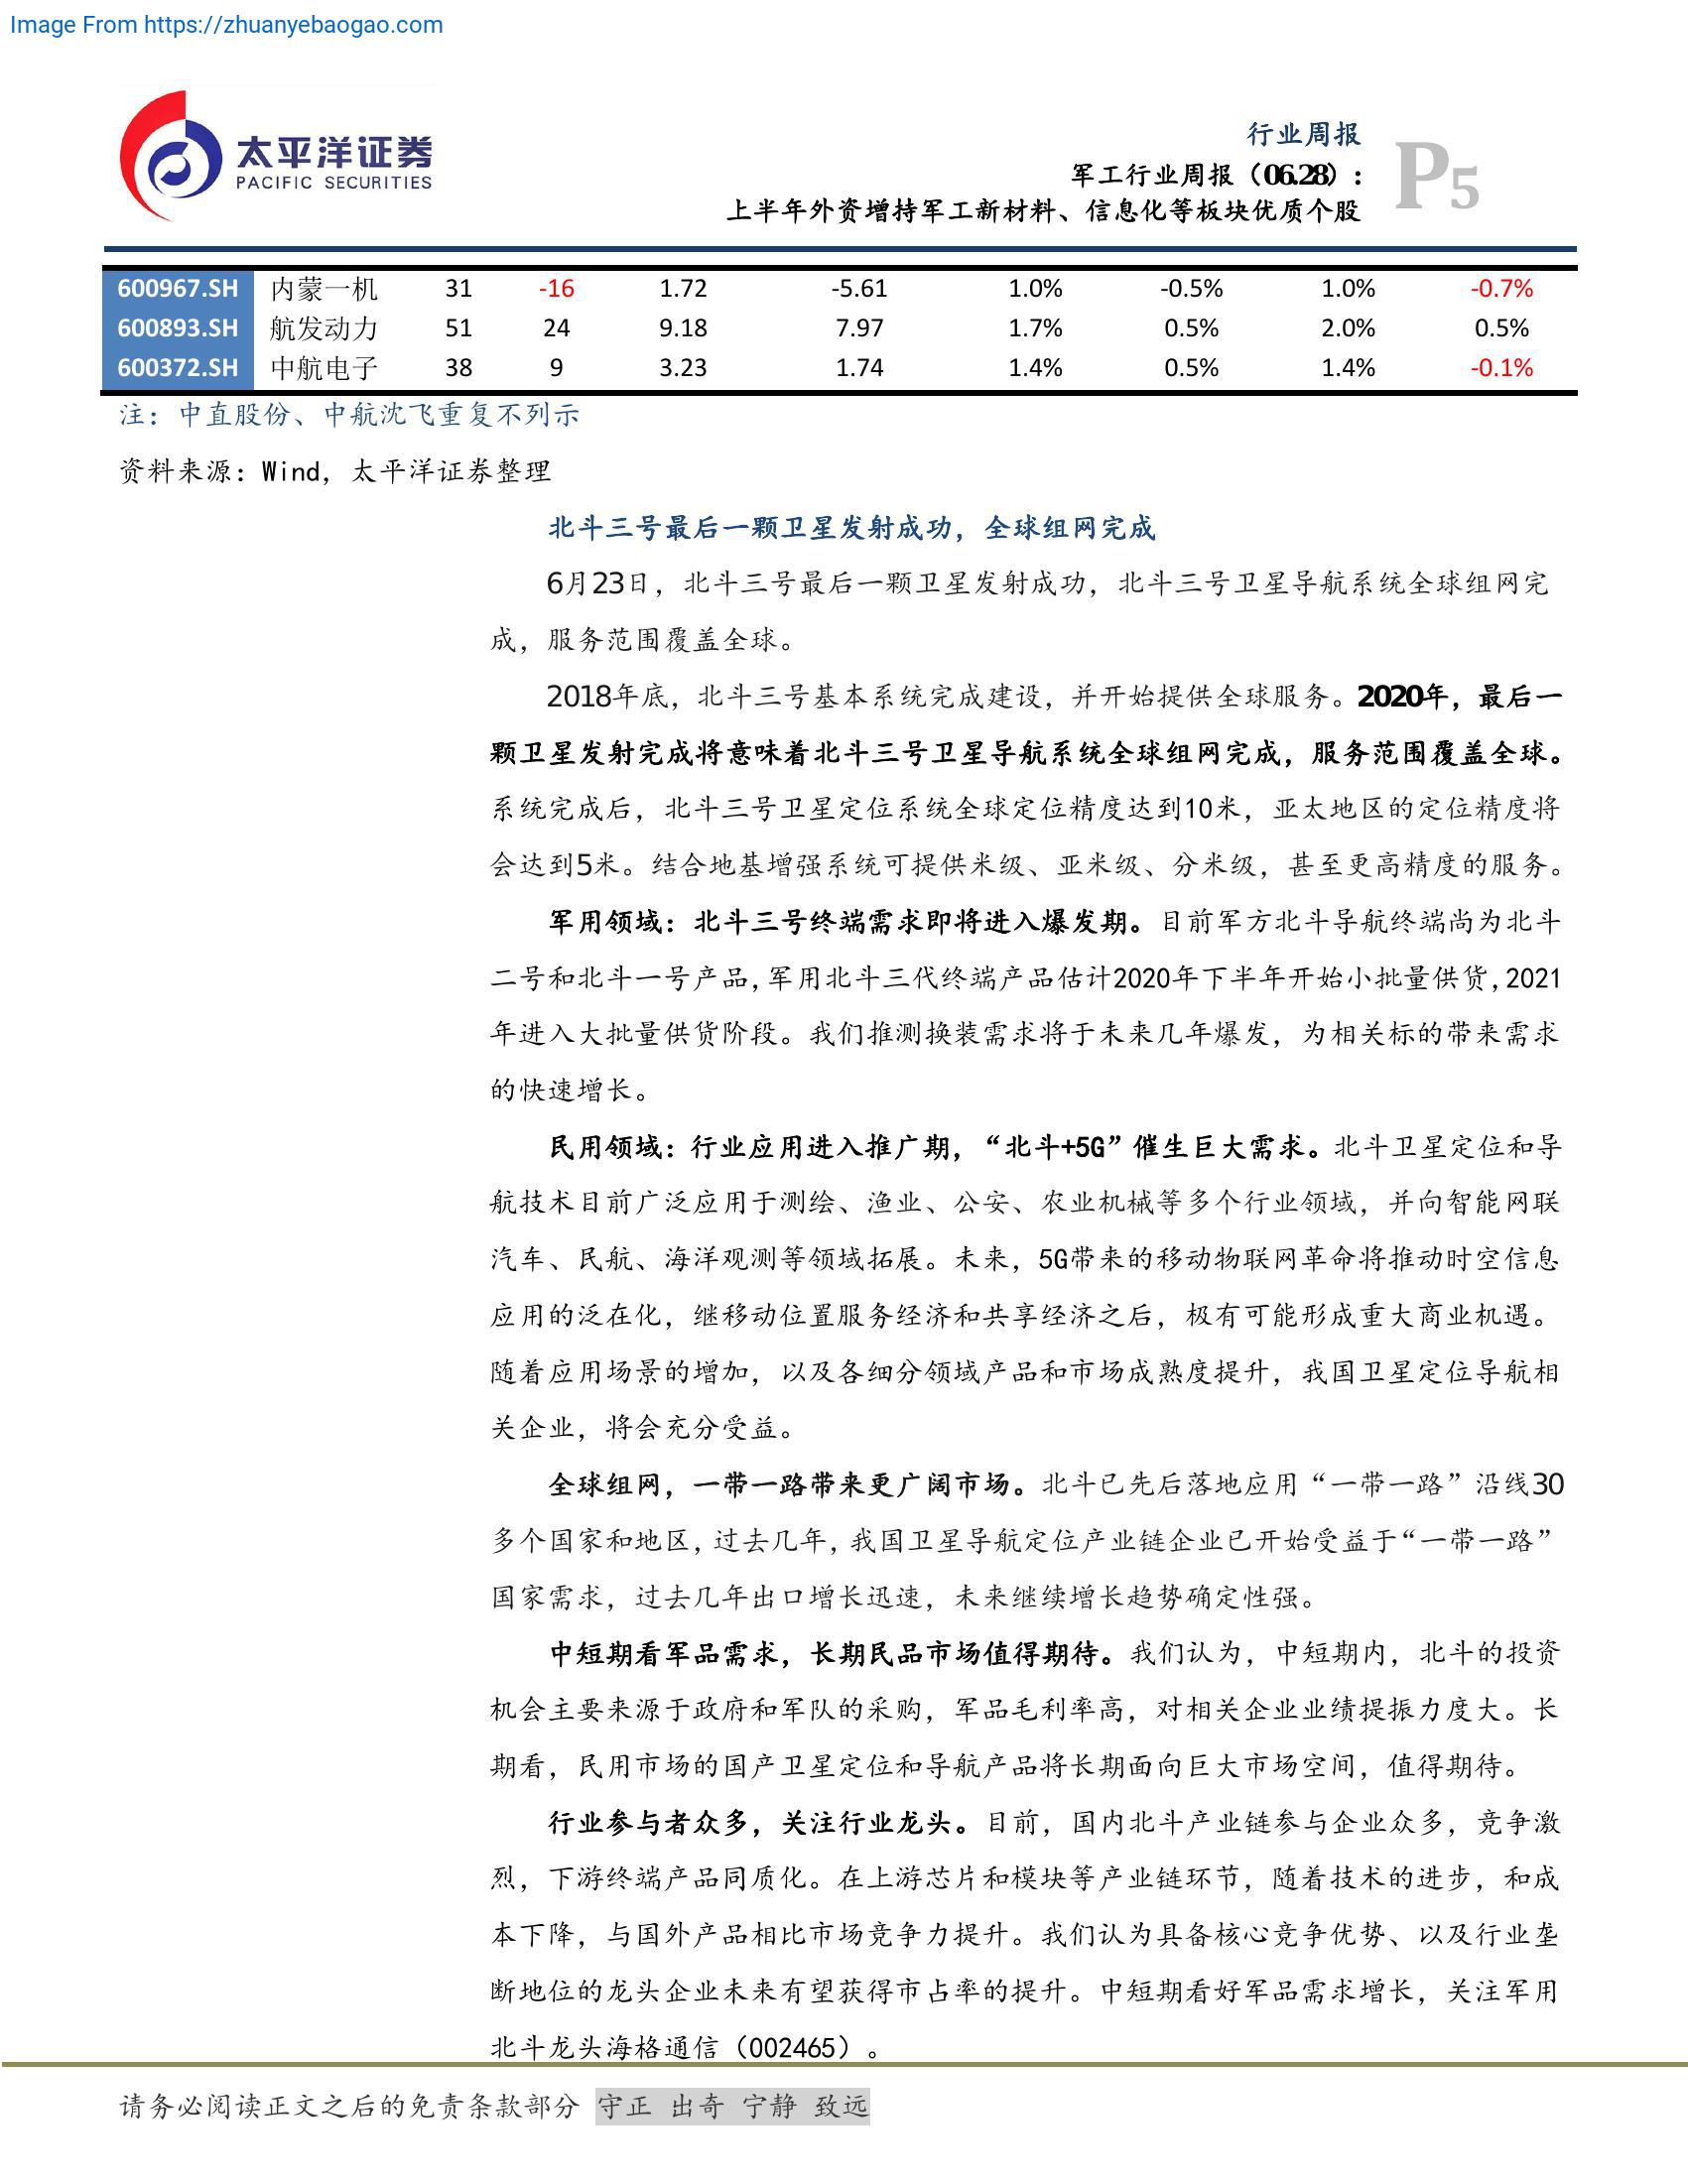 Image From https://zhuanyebaogao.com
太平洋证券
PACIFIC SECURITIES
行业周报
军工行业周报（06.28）：
上半年外资增持军工新材料、信息化等板块优质个股
P5
600967.SH 内蒙一机 31 -16 1.72 -5.61 1.0% -0.5% 1.0% -0.7%
600893.SH 航发动力 51 24 9.18 7.97 1.7% 0.5% 2.0% 0.5%
600372.SH 中航电子 38 9 3.23 1.74 1.4% 0.5% 1.4% -0.1%
注：中直股份、中航沈飞重复不列示
资料来源：Wind，太平洋证券整理
北斗三号最后一颗卫星发射成功，全球组网完成
6月23日，北斗三号最后一颗卫星发射成功，北斗三号卫星导航系统全球组网完
成，服务范围覆盖全球。
2018年底，北斗三号基本系统完成建设，并开始提供全球服务。2020年，最后一
颗卫星发射完成将意味着北斗三号卫星导航系统全球组网完成，服务范围覆盖全球。
系统完成后，北斗三号卫星定位系统全球定位精度达到10米，亚太地区的定位精度将
会达到5米。结合地基增强系统可提供米级、亚米级、分米级，甚至更高精度的服务。
军用领域：北斗三号终端需求即将进入爆发期。目前军方北斗导航终端尚为北斗
二号和北斗一号产品,军用北斗三代终端产品估计2020年下半年开始小批量供货,2021
年进入大批量供货阶段。我们推测换装需求将于未来几年爆发，为相关标的带来需求
的快速增长。
民用领域：行业应用进入推广期，“北斗+5G”催生巨大需求。北斗卫星定位和导
航技术目前广泛应用于测绘、渔业、公安、农业机械等多个行业领域，并向智能网联
汽车、民航、海洋观测等领域拓展。未来，5G带来的移动物联网革命将推动时空信息
应用的泛在化，继移动位置服务经济和共享经济之后，极有可能形成重大商业机遇。
随着应用场景的增加，以及各细分领域产品和市场成熟度提升，我国卫星定位导航相
关企业，将会充分受益。
全球组网，一带一路带来更广阔市场。北斗已先后落地应用“一带一路”沿线30
多个国家和地区,过去几年,我国卫星导航定位产业链企业已开始受益于“一带一路”
国家需求，过去几年出口增长迅速，未来继续增长趋势确定性强。
中短期看军品需求，长期民品市场值得期待。我们认为，中短期内，北斗的投资
机会主要来源于政府和军队的采购，军品毛利率高，对相关企业业绩提振力度大。长
期看，民用市场的国产卫星定位和导航产品将长期面向巨大市场空间，值得期待。
行业参与者众多，关注行业龙头。目前，国内北斗产业链参与企业众多，竞争激
烈，下游终端产品同质化。在上游芯片和模块等产业链环节，随着技术的进步，和成
本下降，与国外产品相比市场竞争力提升。我们认为具备核心竞争优势、以及行业垄
断地位的龙头企业未来有望获得市占率的提升。中短期看好军品需求增长，关注军用
北斗龙头海格通信（002465）。
请务必阅读正文之后的免责条款部分 守正 出奇 宁静 致远